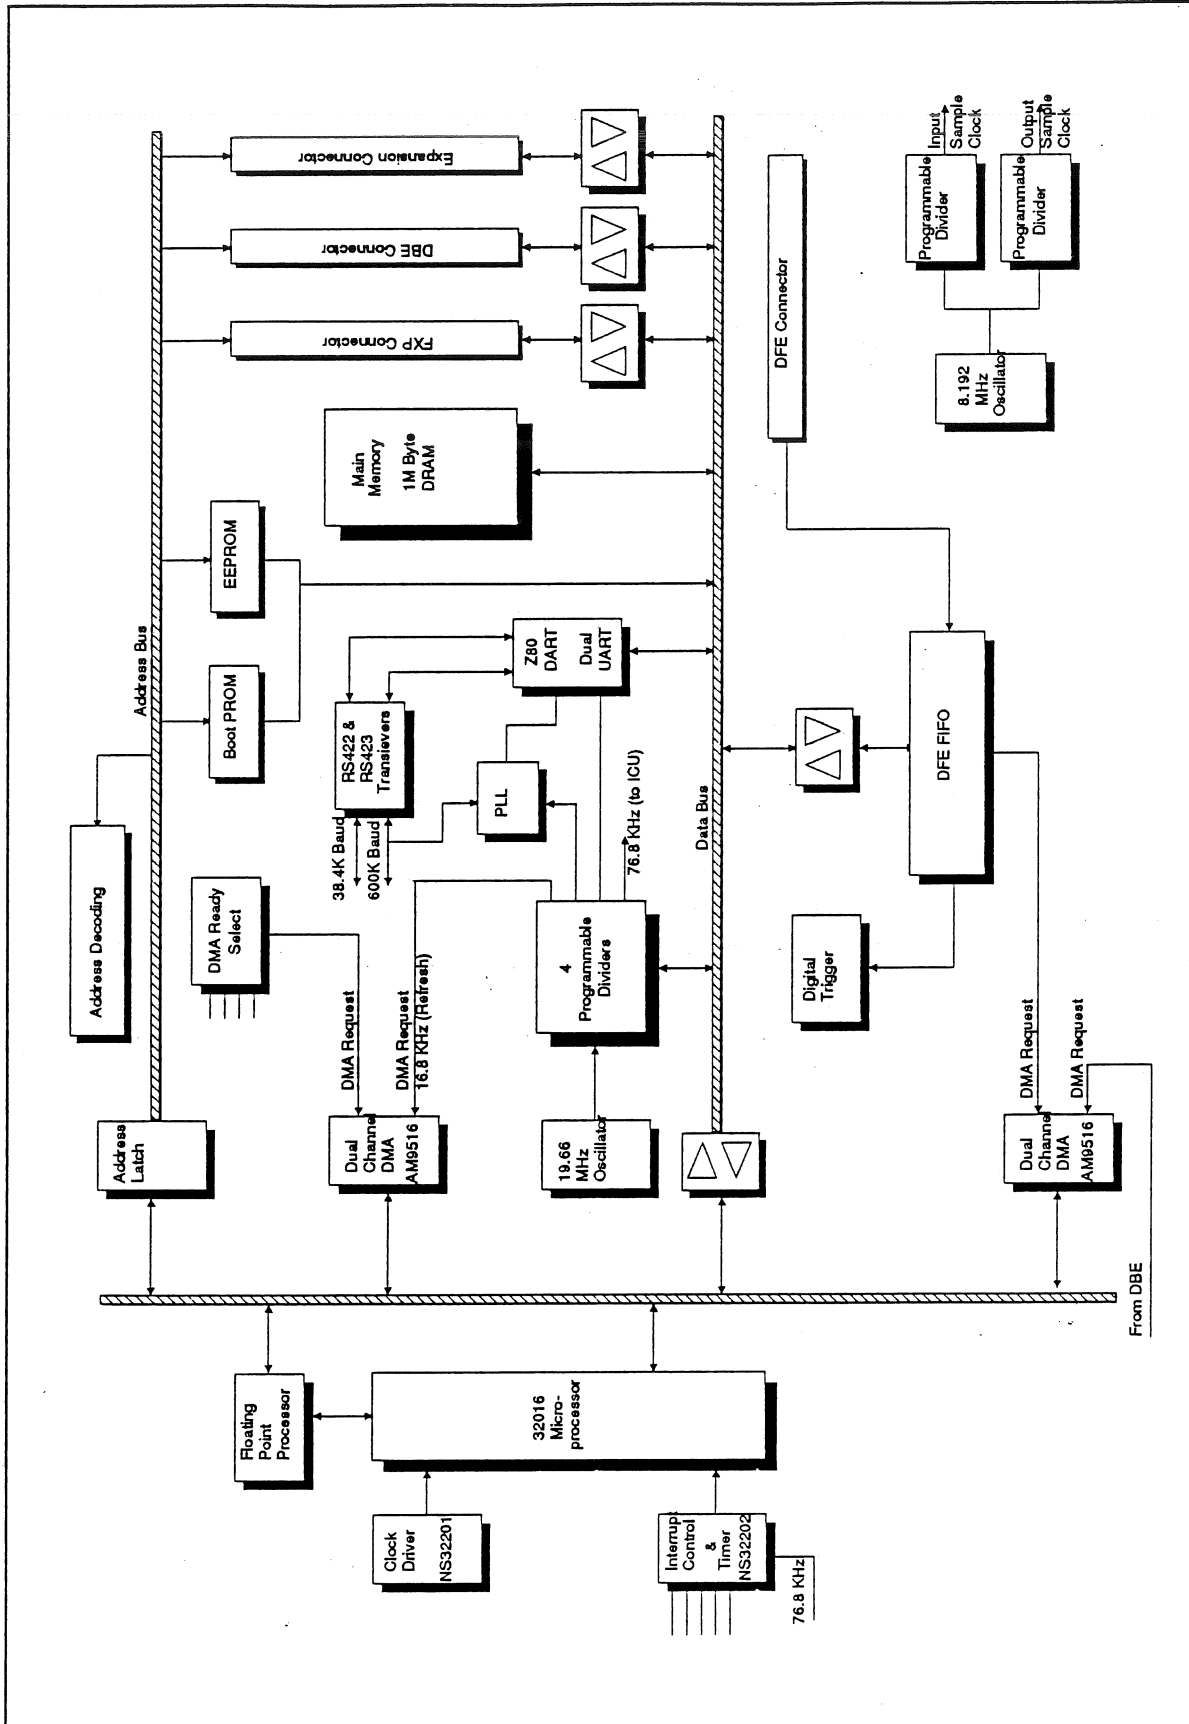 Clock
Driver
NS32201
Interrupt
Control
&
Timer
NS32202
76.8 KHz
Floating
Point
Processor
32016
Micro-
processor
Address
Latch
Address Decoding
Address Bus
DMA Ready
Select
DMA Request
DMA Request
16.8 KHz (Refresh)
Dual
Channel
DMA
AM9516
Boot PROM
EEPROM
38.4K Baud
600K Baud
RS422 &
RS423
Transievers
PLL
Z80
DART
Dual
UART
19.66
MHz
Oscillator
4
Programmable
Dividers
76.8 KHz (to ICU)
Main
Memory
1M Byte
DRAM
FXP Connector
DBE Connector
Expansion Connector
Data Bus
Digital
Trigger
DFE FIFO
DFE Connector
DMA Request
DMA Request
Dual
Channel
DMA
AM9516
From DBE
8.192
MHz
Oscillator
Programmable
Divider
Input
Sample
Clock
Programmable
Divider
Output
Sample
Clock